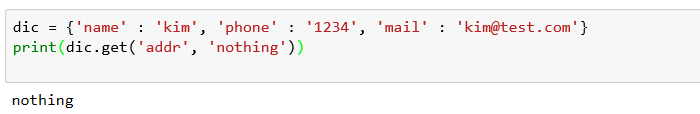 dic = {'name' : 'kim', 'phone' : '1234', 'mail' : 'kim@test.com'}
print(dic.get('addr', 'nothing'))
nothing